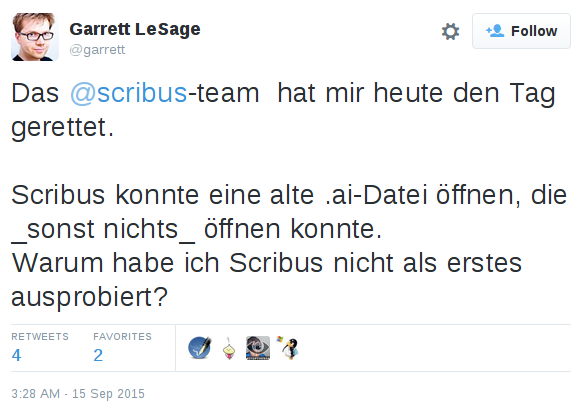 Garrett LeSage
@garrett
Follow
Das @scribus-team hat mir heute den Tag
gerettet.
Scribus konnte eine alte .ai-Datei öffnen, die
_sonst nichts_ öffnen konnte.
Warum habe ich Scribus nicht als erstes
ausprobiert?
RETWEETS FAVORITES
4 2
3:28 AM - 15 Sep 2015